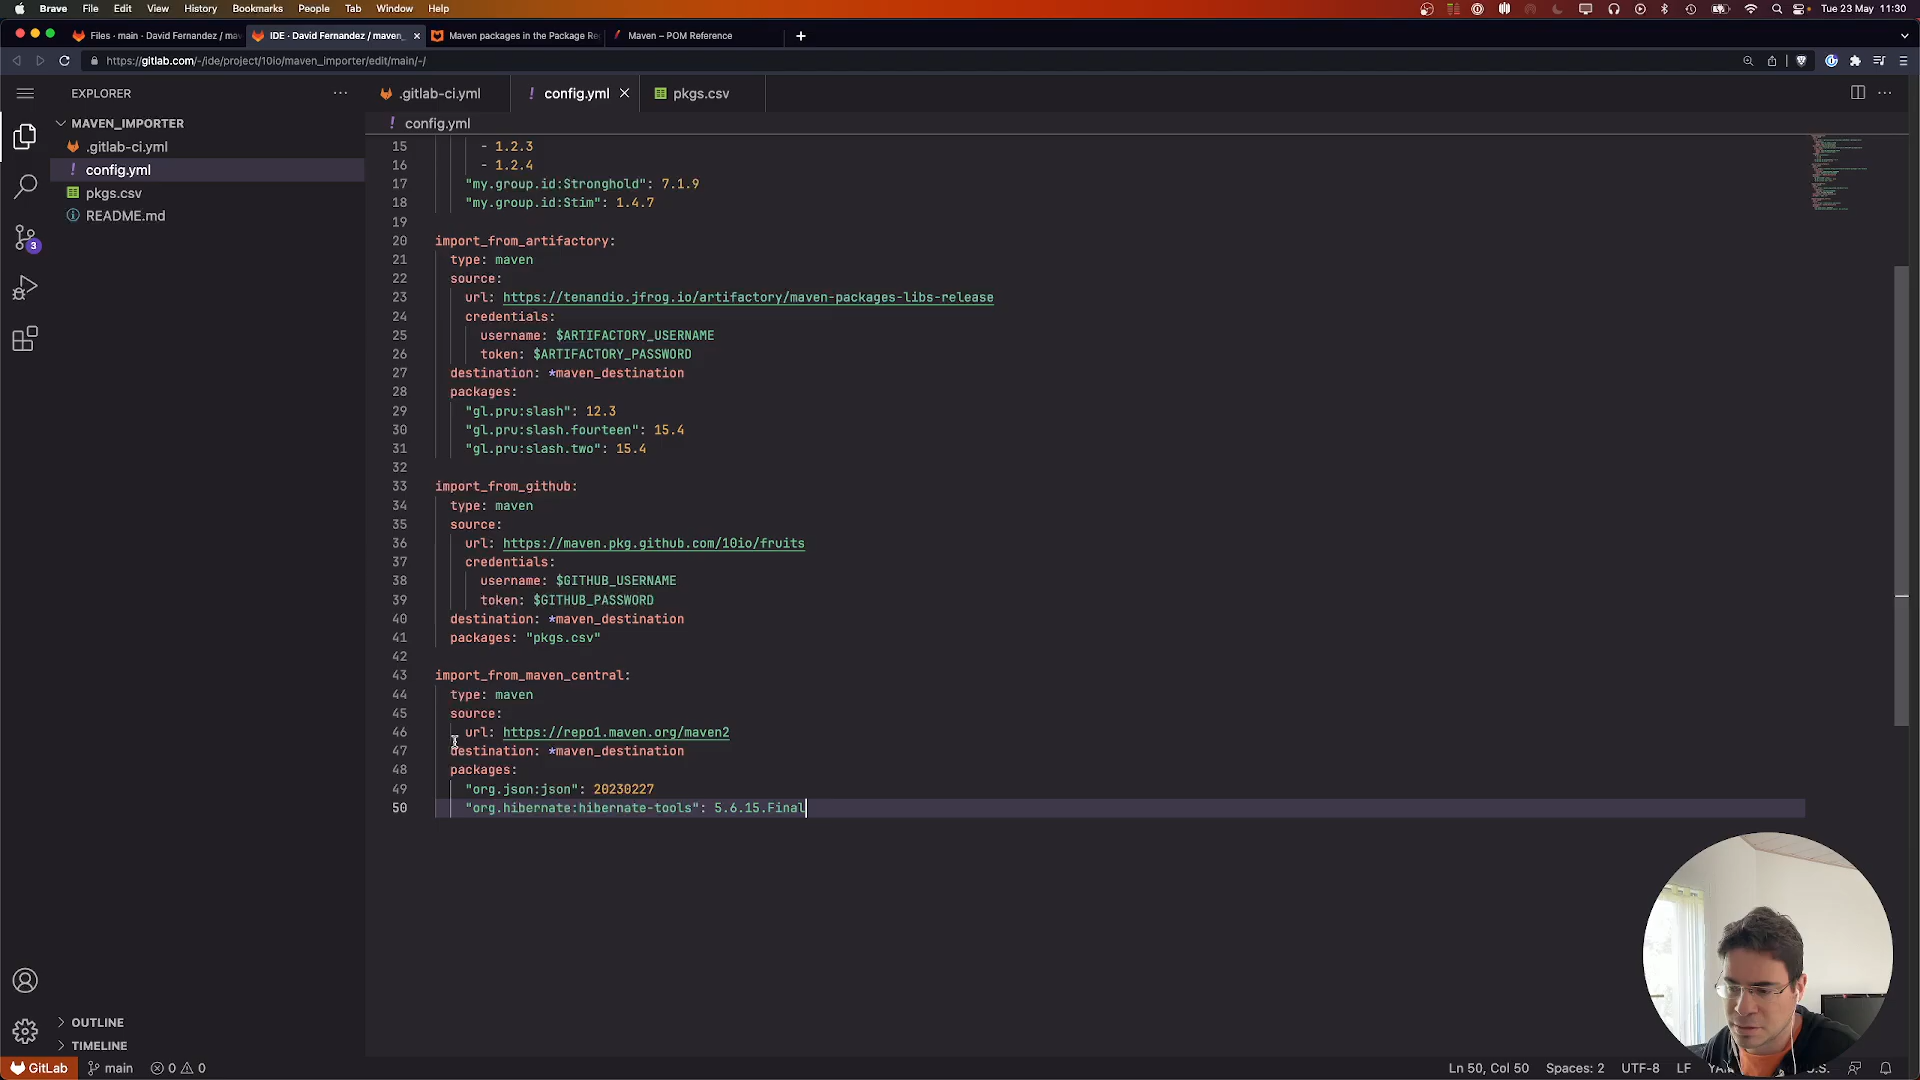 Brave File Edit View History Bookmarks People Tab Window Help Tue 23 May 11:30
Files · main · David Fernandez / mav
IDE · David Fernandez / maven_
Maven packages in the Package Re
Maven – POM Reference
https://gitlab.com/-/ide/project/10io/maven_importer/edit/main/-/
EXPLORER
.gitlab-ci.yml
config.yml
pkgs.csv
MAVEN_IMPORTER
.gitlab-ci.yml
config.yml
pkgs.csv
README.md
3
config.yml
15 - 1.2.3
16 - 1.2.4
17 "my.group.id:Stronghold": 7.1.9
18 "my.group.id:Stim": 1.4.7
19
20 import_from_artifactory:
21 type: maven
22 source:
23 url: https://tenandio.jfrog.io/artifactory/maven-packages-libs-release
24 credentials:
25 username: $ARTIFACTORY_USERNAME
26 token: $ARTIFACTORY_PASSWORD
27 destination: *maven_destination
28 packages:
29 "gl.pru:slash": 12.3
30 "gl.pru:slash.fourteen": 15.4
31 "gl.pru:slash.two": 15.4
32
33 import_from_github:
34 type: maven
35 source:
36 url: https://maven.pkg.github.com/10io/fruits
37 credentials:
38 username: $GITHUB_USERNAME
39 token: $GITHUB_PASSWORD
40 destination: *maven_destination
41 packages: "pkgs.csv"
42
43 import_from_maven_central:
44 type: maven
45 source:
46 url: https://repo1.maven.org/maven2
47 destination: *maven_destination
48 packages:
49 "org.json:json": 20230227
50 "org.hibernate:hibernate-tools": 5.6.15.Final
OUTLINE
TIMELINE
GitLab main 0 0
Ln 50, Col 50 Spaces: 2 UTF-8 LF